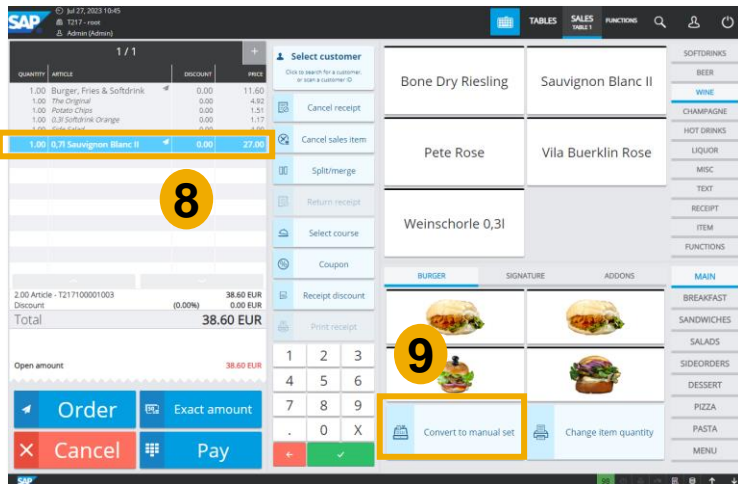 SAP
Jul 27, 2023 10:45
T217 - root
Admin (Admin)
TABLES
SALES
TABLE 1
FUNCTIONS
1 / 1
+
QUANTITY ARTICLE DISCOUNT PRICE
1.00 Burger, Fries & Softdrink 0.00 11.60
1.00 The Original 0.00 4.92
1.00 Potato Chips 0.00 1.51
1.00 0.3l Softdrink Orange 0.00 1.17
1.00 Side Salad 0.00 4.00
1.00 0,7l Sauvignon Blanc II 0.00 27.00
8
2.00 Article - T217100001003 38.60 EUR
Discount (0.00%) 0.00 EUR
Total 38.60 EUR
Open amount 38.60 EUR
Order
Exact amount
Cancel
Pay
Select customer
Click to search for a customer,
or scan a customer ID
Cancel receipt
Cancel sales item
Split/merge
Return receipt
Select course
Coupon
Receipt discount
Print receipt
1 2 3
4 5 6
7 8 9
. 0 X
Bone Dry Riesling
Sauvignon Blanc II
Pete Rose
Vila Buerklin Rose
Weinschorle 0,3l
BURGER SIGNATURE ADDONS
9
Convert to manual set
Change item quantity
SOFTDRINKS
BEER
WINE
CHAMPAGNE
HOT DRINKS
LIQUOR
MISC
TEXT
RECEIPT
ITEM
FUNCTIONS
MAIN
BREAKFAST
SANDWICHES
SALADS
SIDEORDERS
DESSERT
PIZZA
PASTA
MENU
SAP